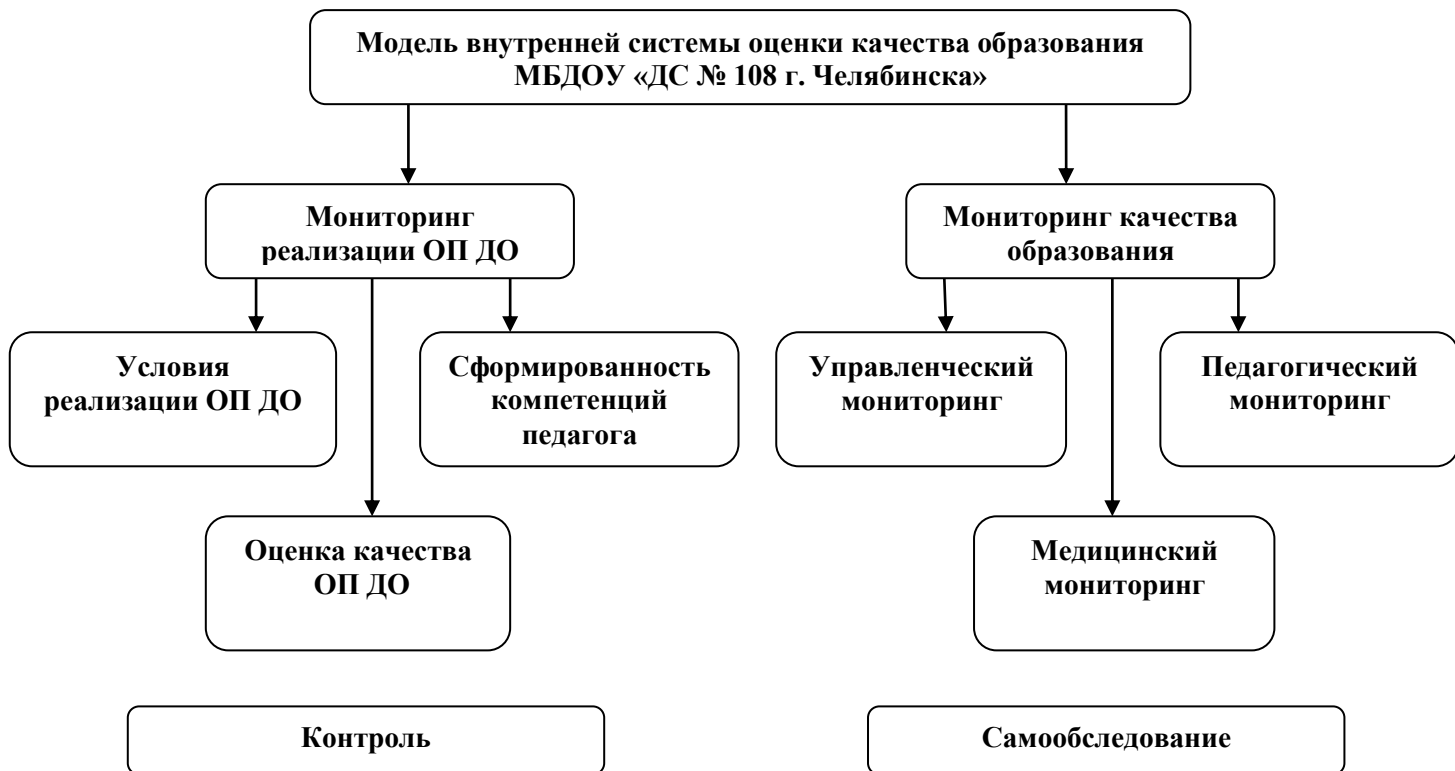 Модель внутренней системы оценки качества образования
МБДОУ «ДС № 108 г. Челябинска»
Мониторинг
реализации ОП ДО
Мониторинг качества
образования
Условия
реализации ОП ДО
Сформированность
компетенций
педагога
Управленческий
мониторинг
Педагогический
мониторинг
Оценка качества
ОП ДО
Медицинский
мониторинг
Контроль
Самообследование